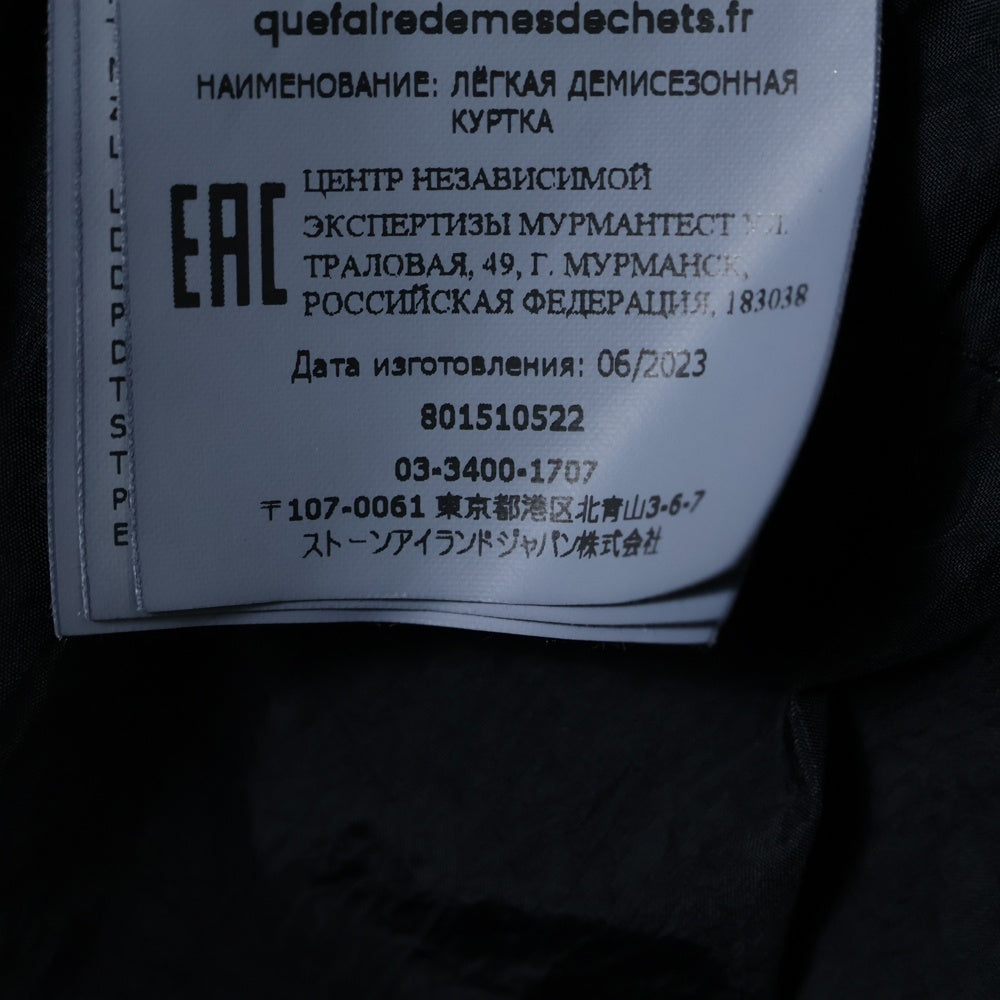 quefairedemesdechets.fr
НАИМЕНОВАНИЕ: ЛЁГКАЯ ДЕМИСЕЗОННАЯ
КУРТКА
EAC
ЦЕНТР НЕЗАВИСИМОЙ
ЭКСПЕРТИЗЫ МУРМАНТЕСТ УЛ.
ТРАЛОВАЯ, 49, Г. МУРМАНСК,
РОССИЙСКАЯ ФЕДЕРАЦИЯ, 183038
Дата изготовления: 06/2023
801510522
03-3400-1707
〒107-0061 東京都港区北青山3-6-7
ストーンアイランドジャパン株式会社